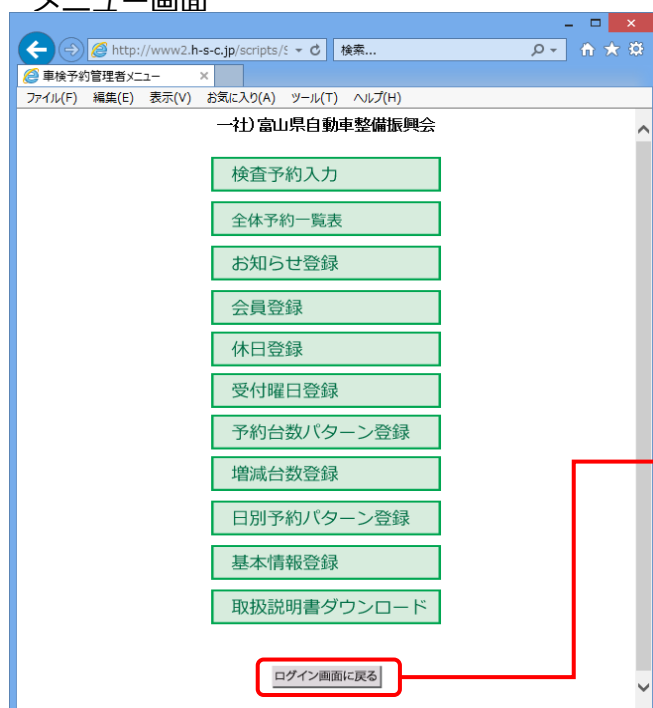 メニュー画面
http://www2.h-s-c.jp/scripts/
検索...
車検予約管理者メニュー
ファイル(F) 編集(E) 表示(V) お気に入り(A) ツール(T) ヘルプ(H)
一社)富山県自動車整備振興会
検査予約入力
全体予約一覧表
お知らせ登録
会員登録
休日登録
受付曜日登録
予約台数パターン登録
増減台数登録
日別予約パターン登録
基本情報登録
取扱説明書ダウンロード
ログイン画面に戻る